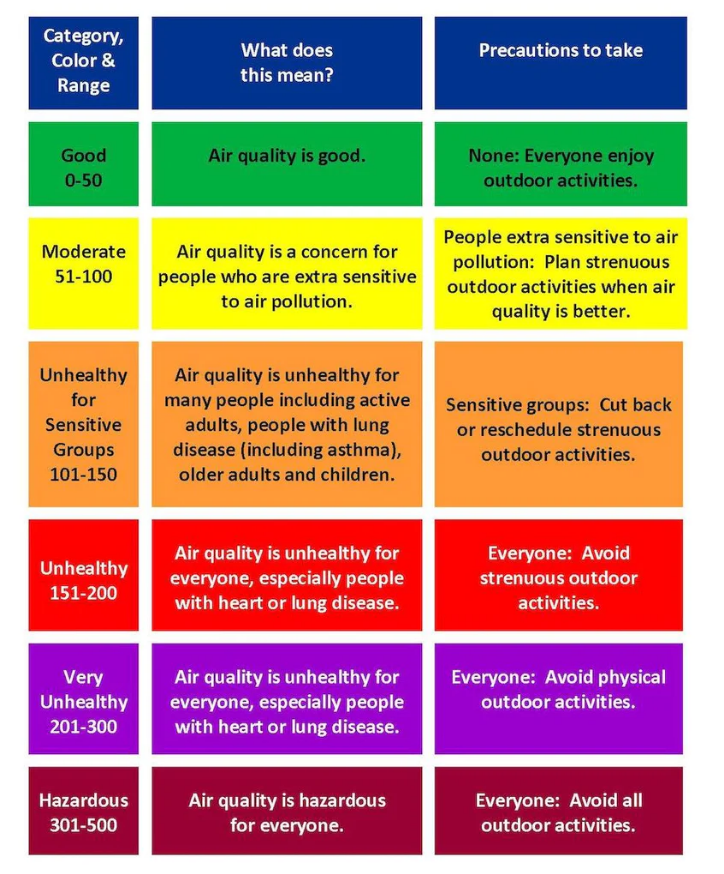 Category,
Color &
Range
What does
this mean?
Precautions to take
Good
0-50
Air quality is good.
None: Everyone enjoy
outdoor activities.
Moderate
51-100
Air quality is a concern for
people who are extra sensitive
to air pollution.
People extra sensitive to air
pollution:  Plan strenuous
outdoor activities when air
quality is better.
Unhealthy
for
Sensitive
Groups
101-150
Air quality is unhealthy for
many people including active
adults, people with lung
disease (including asthma),
older adults and children.
Sensitive groups:  Cut back
or reschedule strenuous
outdoor activities.
Unhealthy
151-200
Air quality is unhealthy for
everyone, especially people
with heart or lung disease.
Everyone:  Avoid
strenuous outdoor
activities.
Very
Unhealthy
201-300
Air quality is unhealthy for
everyone, especially people
with heart or lung disease.
Everyone:  Avoid physical
outdoor activities.
Hazardous
301-500
Air quality is hazardous
for everyone.
Everyone:  Avoid all
outdoor activities.